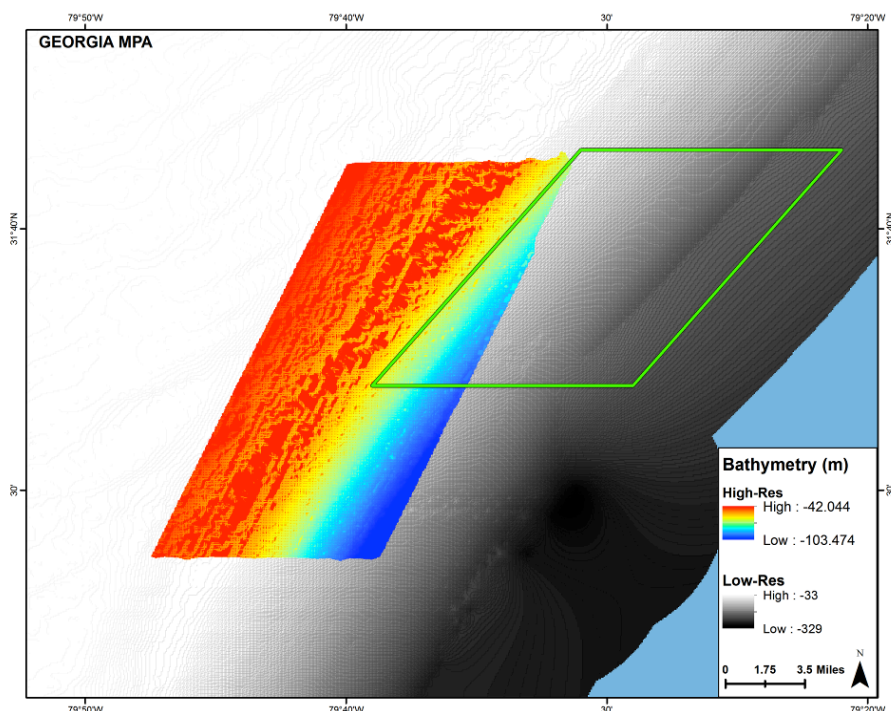 79°50'W
79°40'W
30'
79°20'W
GEORGIA MPA
31°40'N
31°40'N
30'
30'
Bathymetry (m)
High-Res
High : -42.044
Low : -103.474
Low-Res
High : -33
Low : -329
N
0 1.75 3.5 Miles
79°50'W
79°40'W
30'
79°20'W